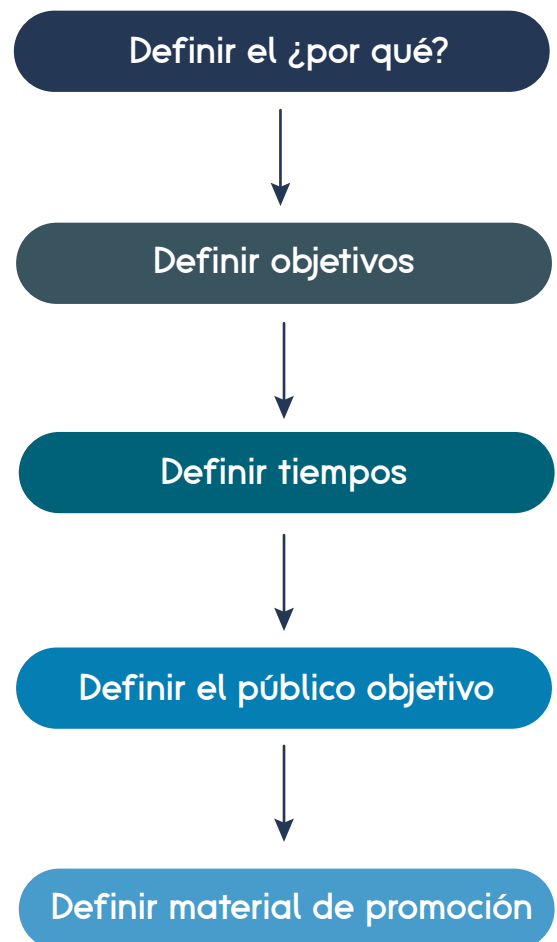 Definir el ¿por qué?
Definir objetivos
Definir tiempos
Definir el público objetivo
Definir material de promoción